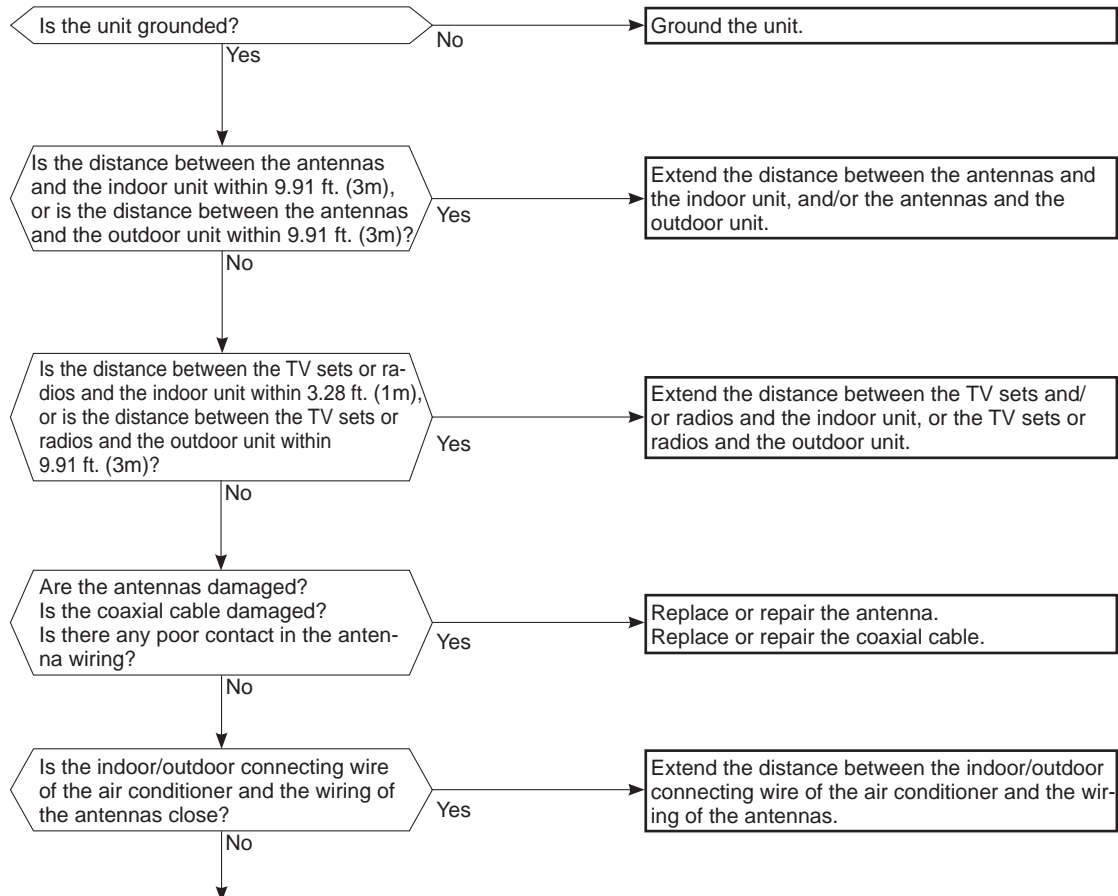 Is the unit grounded?
No
Ground the unit.
Yes
Is the distance between the antennas
and the indoor unit within 9.91 ft. (3m),
or is the distance between the antennas
and the outdoor unit within 9.91 ft. (3m)?
Yes
Extend the distance between the antennas and
the indoor unit, and/or the antennas and the
outdoor unit.
No
Is the distance between the TV sets or ra-
dios and the indoor unit within 3.28 ft. (1m),
or is the distance between the TV sets or
radios and the outdoor unit within
9.91 ft. (3m)?
Yes
Extend the distance between the TV sets and/
or radios and the indoor unit, or the TV sets or
radios and the outdoor unit.
No
Are the antennas damaged?
Is the coaxial cable damaged?
Is there any poor contact in the anten-
na wiring?
Yes
Replace or repair the antenna.
Replace or repair the coaxial cable.
No
Is the indoor/outdoor connecting wire
of the air conditioner and the wiring of
the antennas close?
Yes
Extend the distance between the indoor/outdoor
connecting wire of the air conditioner and the wir-
ing of the antennas.
No